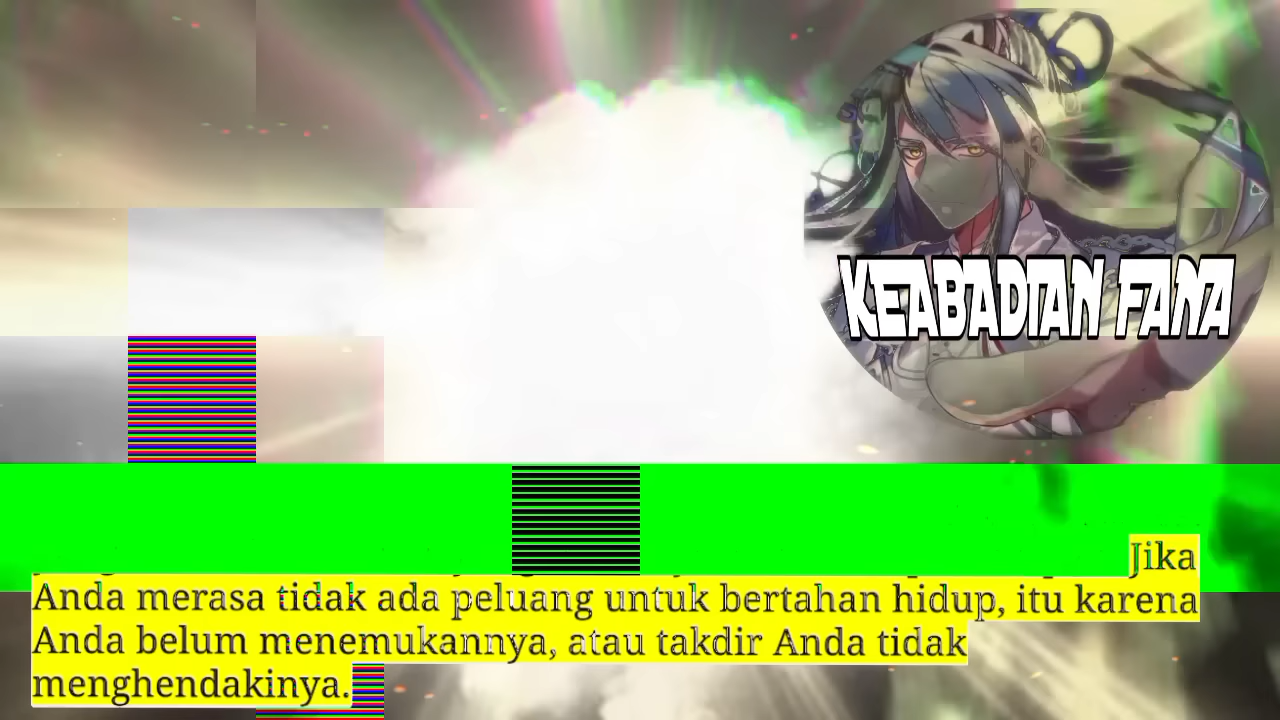 KEABADIAN FANA
Jika
Anda merasa tidak ada peluang untuk bertahan hidup, itu karena
Anda belum menemukannya, atau takdir Anda tidak
menghendakinya.